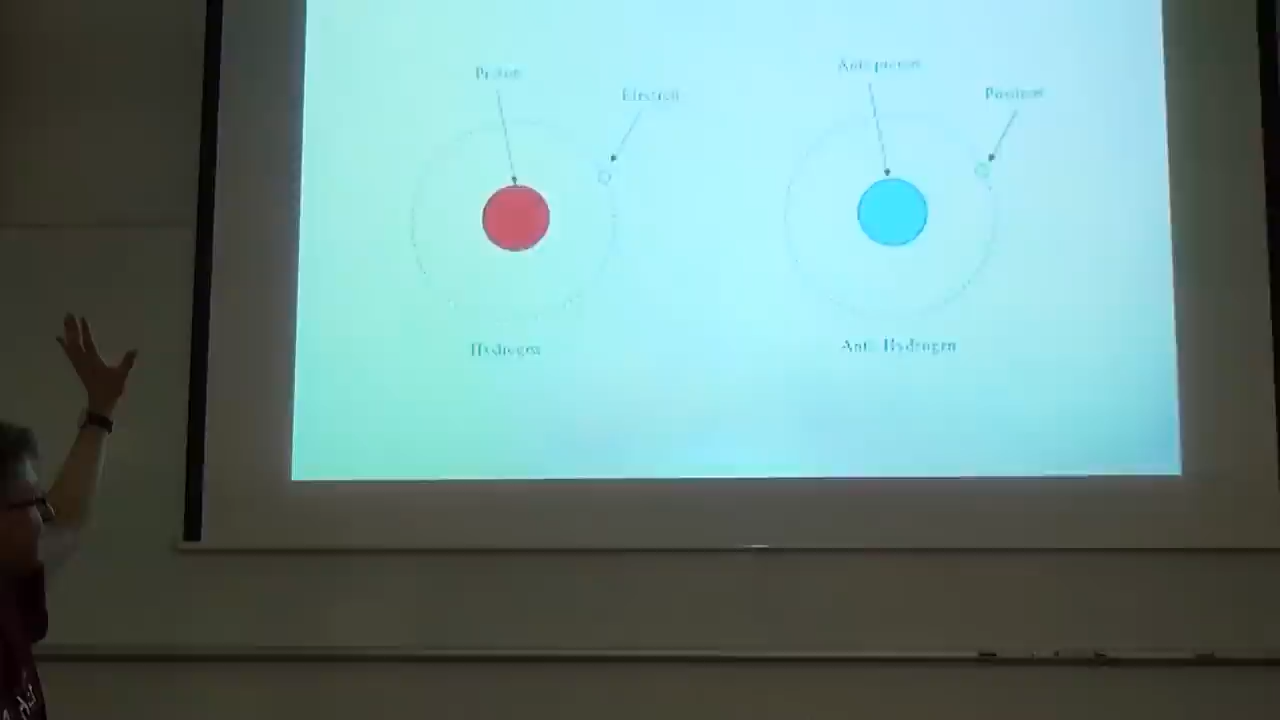 Proton
Electron
Hydrogen
Anti-proton
Positron
Anti-Hydrogen